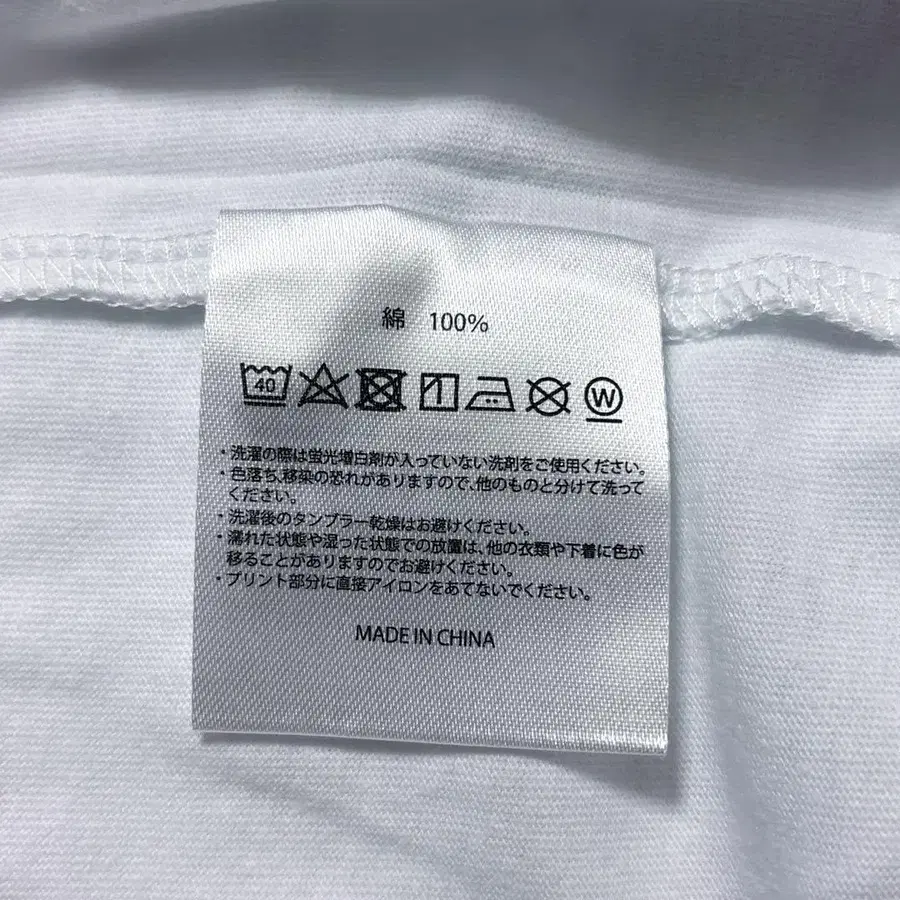 綿 100%
40 W
・洗濯の際は蛍光増白剤が入っていない洗剤をご使用ください。
・色落ち、移染の恐れがありますので、他のものと分けて洗って
ください。
・洗濯後のタンブラー乾燥はお避けください。
・濡れた状態や湿った状態での放置は、他の衣類や下着に色が
移ることがありますのでお避けください。
・プリント部分に直接アイロンをあてないでください。
MADE IN CHINA